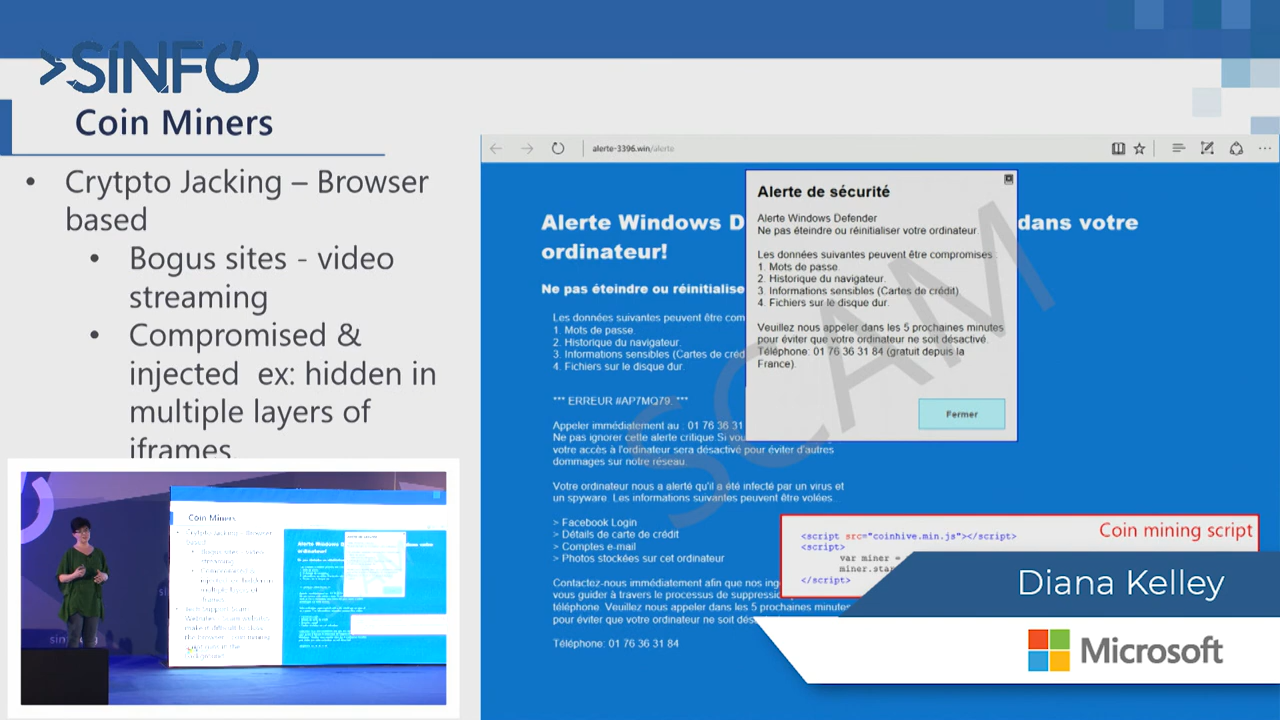 >SINFO
Coin Miners
• Crytpto Jacking – Browser
based
• Bogus sites - video
streaming
• Compromised &
injected ex: hidden in
multiple layers of
iframes
alerte-3396.win/alerte
Alerte Windows D
dans votre
ordinateur!
Ne pas éteindre ou réinitialise
Les données suivantes peuvent être com
1. Mots de passe.
2. Historique du navigateur.
3. Informations sensibles (Cartes de créd
4. Fichiers sur le disque dur.
*** ERREUR #AP7MQ79. ***
Appeler immédiatement au : 01 76 36 31
Ne pas ignorer cette alerte critique.Si vou
votre accès à l'ordinateur sera désactivé pour éviter d'autres
dommages sur notre réseau.
Votre ordinateur nous a alerté qu'il a été infecté par un virus et
un spyware. Les informations suivantes peuvent être volées.
> Facebook Login
> Détails de carte de crédit
> Comptes e-mail
> Photos stockées sur cet ordinateur
Contactez-nous immédiatement afin que nos ing
vous guider à travers le processus de suppressi
téléphone. Veuillez nous appeler dans les 5 prochaines minutes
pour éviter que votre ordinateur ne soit dés
Téléphone: 01 76 36 31 84
Alerte de sécurité
Alerte Windows Defender
Ne pas éteindre ou réinitialiser votre ordinateur.
Les données suivantes peuvent être compromises :
1. Mots de passe.
2. Historique du navigateur.
3. Informations sensibles (Cartes de crédit).
4. Fichiers sur le disque dur.
Veuillez nous appeler dans les 5 prochaines minutes
pour éviter que votre ordinateur ne soit désactivé.
Téléphone: 01 76 36 31 84 (gratuit depuis la
France).
Fermer
SCAM
Coin mining script
<script src="coinhive.min.js"></script>
<script>
var miner =
miner.star
</script>
Diana Kelley
Microsoft
Coin Miners